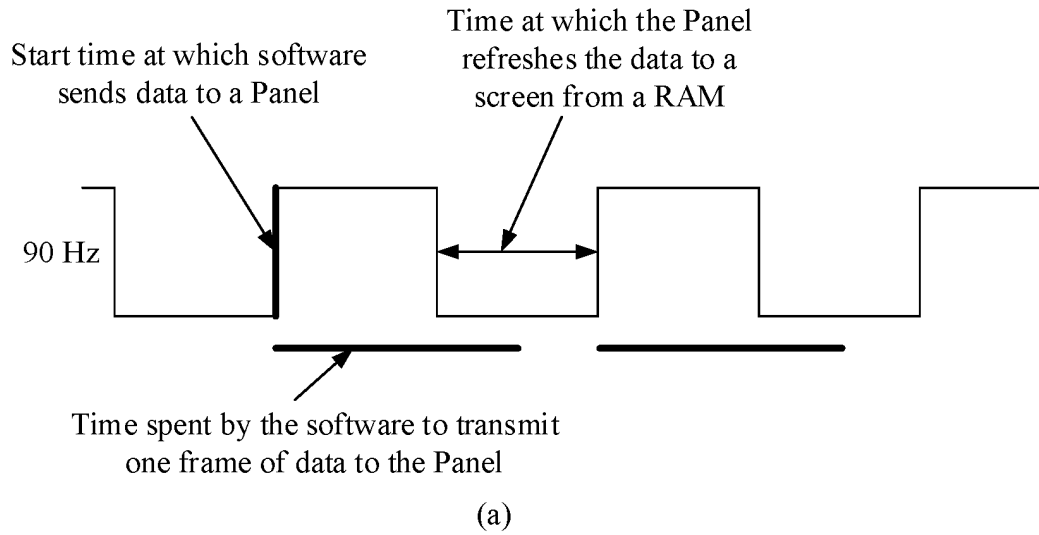 Start time at which software
sends data to a Panel
Time at which the Panel
refreshes the data to a
screen from a RAM
90 Hz
Time spent by the software to transmit
one frame of data to the Panel
(a)